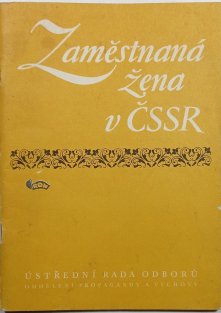 Zaměstnaná
žena
v ČSSR
ÚSTŘEDNÍ RADA ODBORŮ
ODDĚLENÍ PROPAGANDY A VÝCHOVY